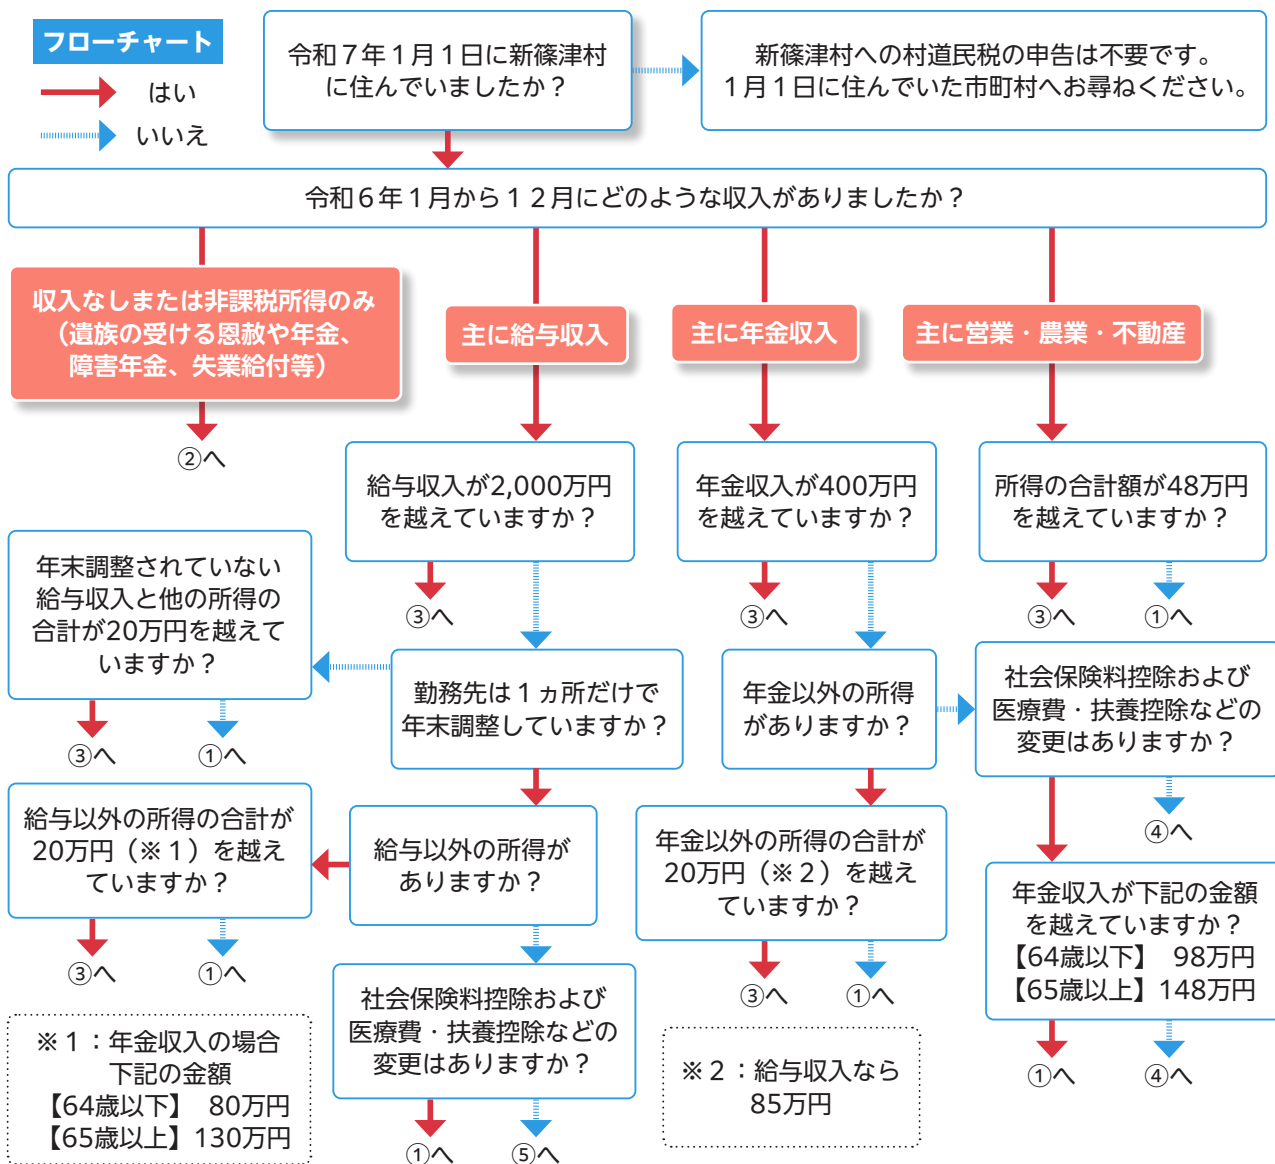 フローチャート
はい
いいえ
令和７年１月１日に新篠津村
に住んでいましたか？
新篠津村への村道民税の申告は不要です。
１月１日に住んでいた市町村へお尋ねください。
令和６年１月から１２月にどのような収入がありましたか？
収入なしまたは非課税所得のみ
（遺族の受ける恩赦や年金、
障害年金、失業給付等）
主に給与収入
主に年金収入
主に営業・農業・不動産
②へ
給与収入が2,000万円
を越えていますか？
年金収入が400万円
を越えていますか？
所得の合計額が48万円
を越えていますか？
③へ
③へ
③へ
①へ
年末調整されていない
給与収入と他の所得の
合計が20万円を越えて
いますか？
勤務先は１ヵ所だけで
年末調整していますか？
年金以外の所得
がありますか？
社会保険料控除および
医療費・扶養控除などの
変更はありますか？
③へ
①へ
④へ
給与以外の所得の合計が
20万円（※１）を越え
ていますか？
給与以外の所得が
ありますか？
年金以外の所得の合計が
20万円（※２）を越え
ていますか？
年金収入が下記の金額
を越えていますか？
【64歳以下】 98万円
【65歳以上】148万円
③へ
①へ
③へ
①へ
社会保険料控除および
医療費・扶養控除などの
変更はありますか？
※１：年金収入の場合
下記の金額
【64歳以下】 80万円
【65歳以上】130万円
※２：給与収入なら
85万円
①へ
④へ
①へ
⑤へ